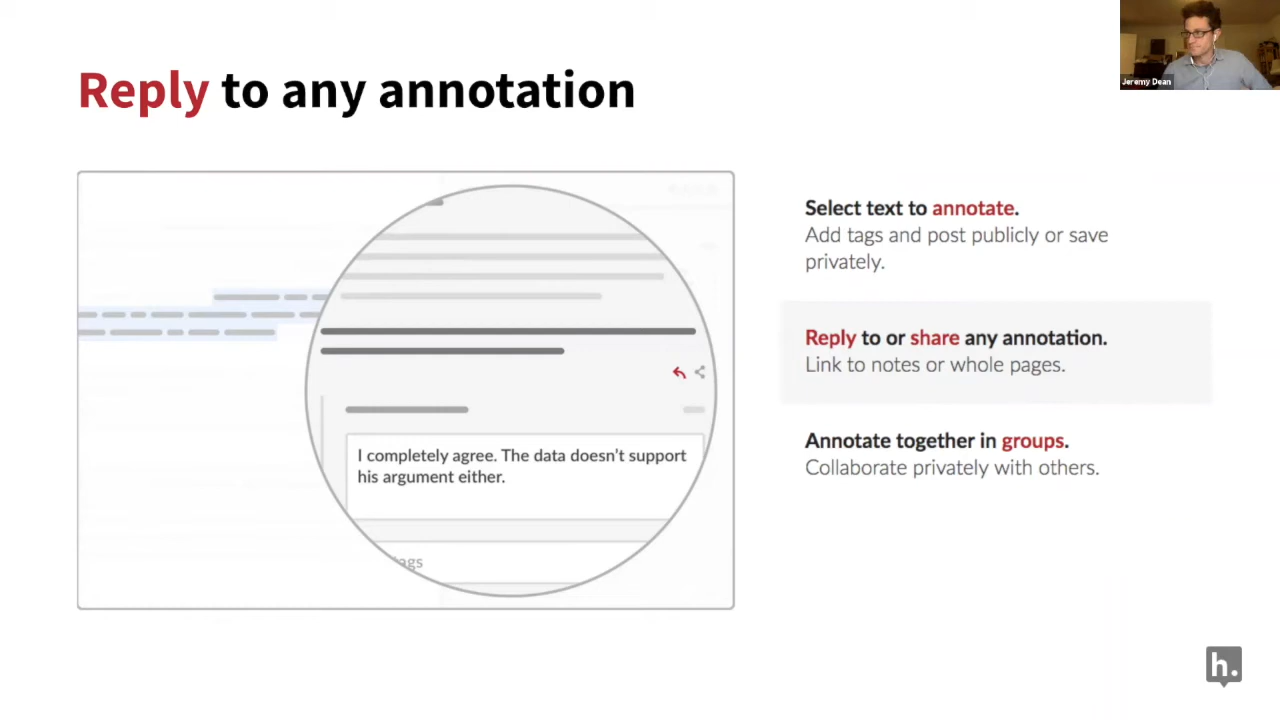 Jeremy Dean
Reply to any annotation
Select text to annotate.
Add tags and post publicly or save
privately.
Reply to or share any annotation.
Link to notes or whole pages.
Annotate together in groups.
Collaborate privately with others.
I completely agree. The data doesn't support
his argument either.
h.